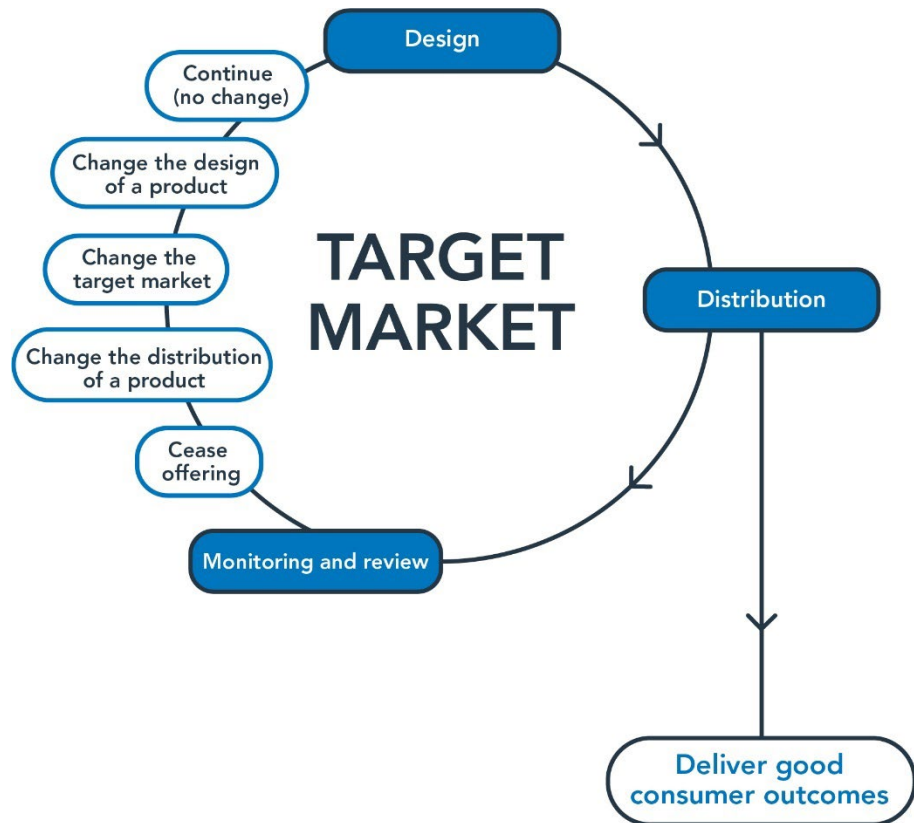 Design
Continue
(no change)
Change the design
of a product
Change the
target market
Change the distribution
of a product
Cease
offering
TARGET
MARKET
Distribution
Monitoring and review
Deliver good
consumer outcomes